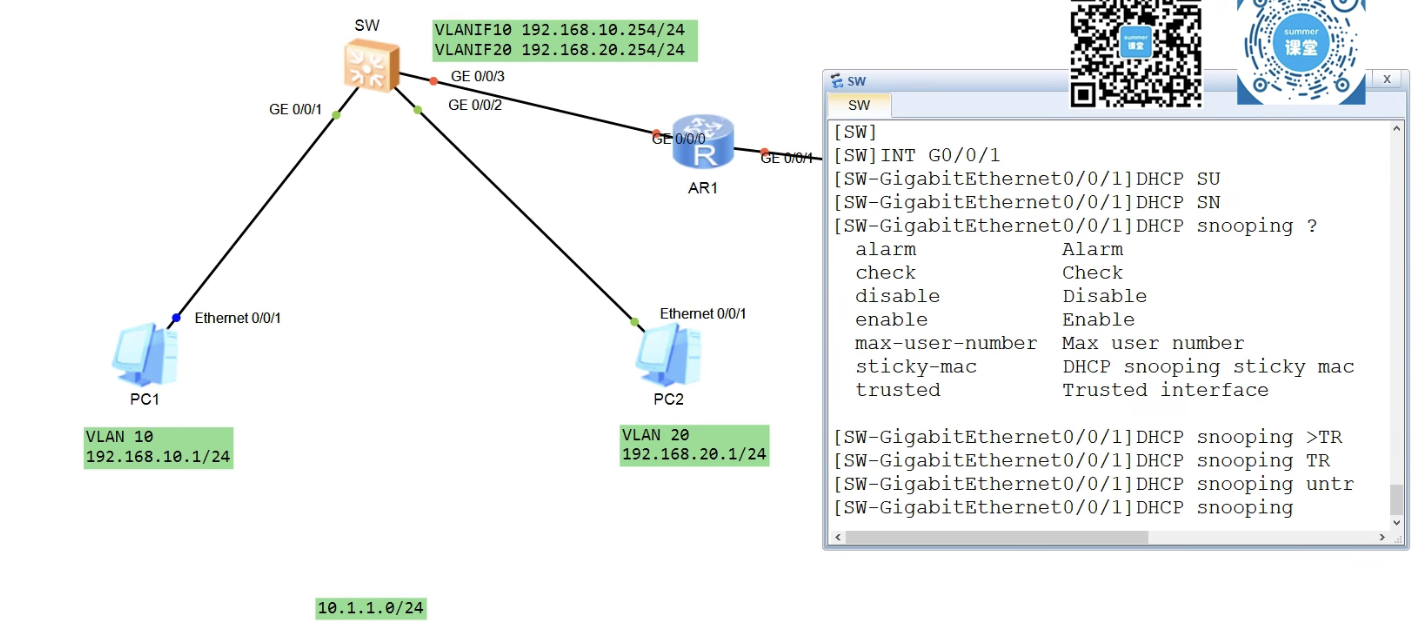 SW
VLANIF10 192.168.10.254/24
VLANIF20 192.168.20.254/24
GE 0/0/3
GE 0/0/2
GE 0/0/1
GE 0/0/0
GE 0/0/1
AR1
Ethernet 0/0/1
Ethernet 0/0/1
PC1
PC2
VLAN 10
192.168.10.1/24
VLAN 20
192.168.20.1/24
10.1.1.0/24
summer
课堂
summer
课堂
SW
X
SW
[SW]
[SW]INT G0/0/1
[SW-GigabitEthernet0/0/1]DHCP SU
[SW-GigabitEthernet0/0/1]DHCP SN
[SW-GigabitEthernet0/0/1]DHCP snooping ?
alarm Alarm
check Check
disable Disable
enable Enable
max-user-number Max user number
sticky-mac DHCP snooping sticky mac
trusted Trusted interface
[SW-GigabitEthernet0/0/1]DHCP snooping >TR
[SW-GigabitEthernet0/0/1]DHCP snooping TR
[SW-GigabitEthernet0/0/1]DHCP snooping untr
[SW-GigabitEthernet0/0/1]DHCP snooping